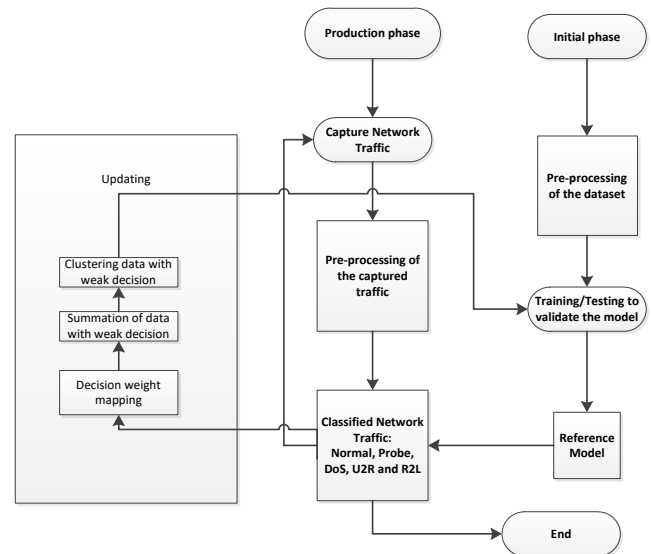 Production phase
Initial phase
Capture Network
Traffic
Updating
Pre-processing
of the dataset
Pre-processing of
the captured
traffic
Clustering data with
weak decision
Training/Testing to
validate the model
Summation of data
with weak decision
Decision weight
mapping
Classified Network
Traffic:
Normal, Probe,
DoS, U2R and R2L
Reference
Model
End